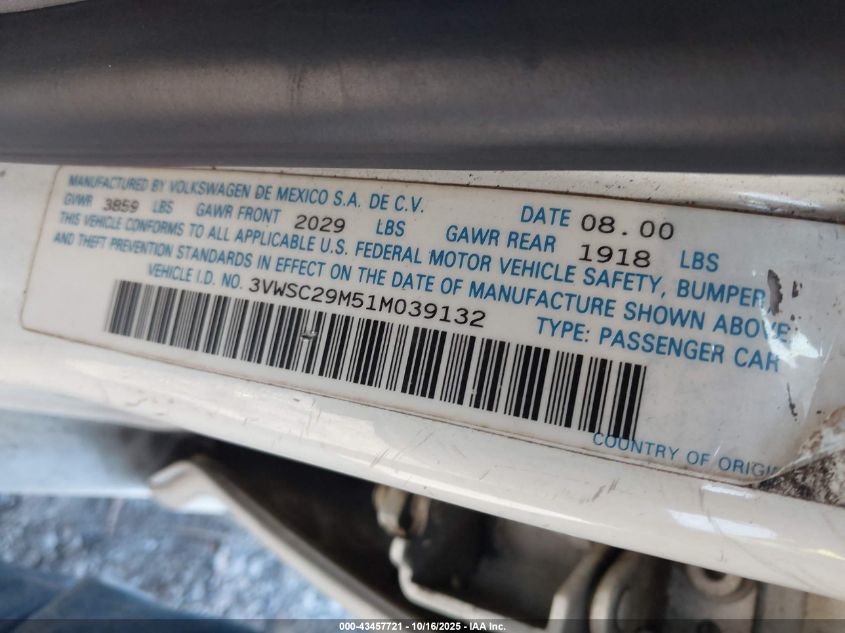 MANUFACTURED BY VOLKSWAGEN DE MEXICO S.A. DE C.V. DATE 08.00
GVWR 3859 LBS GAWR FRONT 2029 LBS GAWR REAR 1918 LBS
THIS VEHICLE CONFORMS TO ALL APPLICABLE U.S. FEDERAL MOTOR VEHICLE SAFETY, BUMPER,
AND THEFT PREVENTION STANDARDS IN EFFECT ON THE DATE OF MANUFACTURE SHOWN ABOVE
VEHICLE I.D. NO. 3VWSC29M51M039132 TYPE: PASSENGER CAR
COUNTRY OF ORIGIN
000-43457721 | 10/16/2025 | IAA Inc.